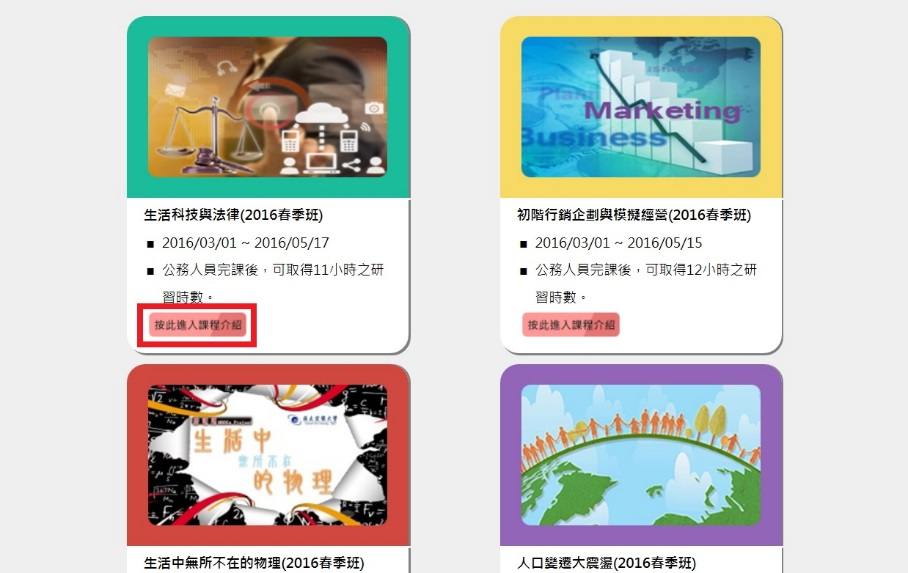 Plann
Marketing
Business
生活科技與法律(2016春季班)
■ 2016/03/01 ~ 2016/05/17
■ 公務人員完課後，可取得11小時之研
習時數。
按此進入課程介紹
初階行銷企劃與模擬經營(2016春季班)
■ 2016/03/01 ~ 2016/05/15
■ 公務人員完課後，可取得12小時之研
習時數。
按此進入課程介紹
生活中
無所不在
的物理
生活中無所不在的物理(2016春季班)
人口變遷大震盪(2016春季班)